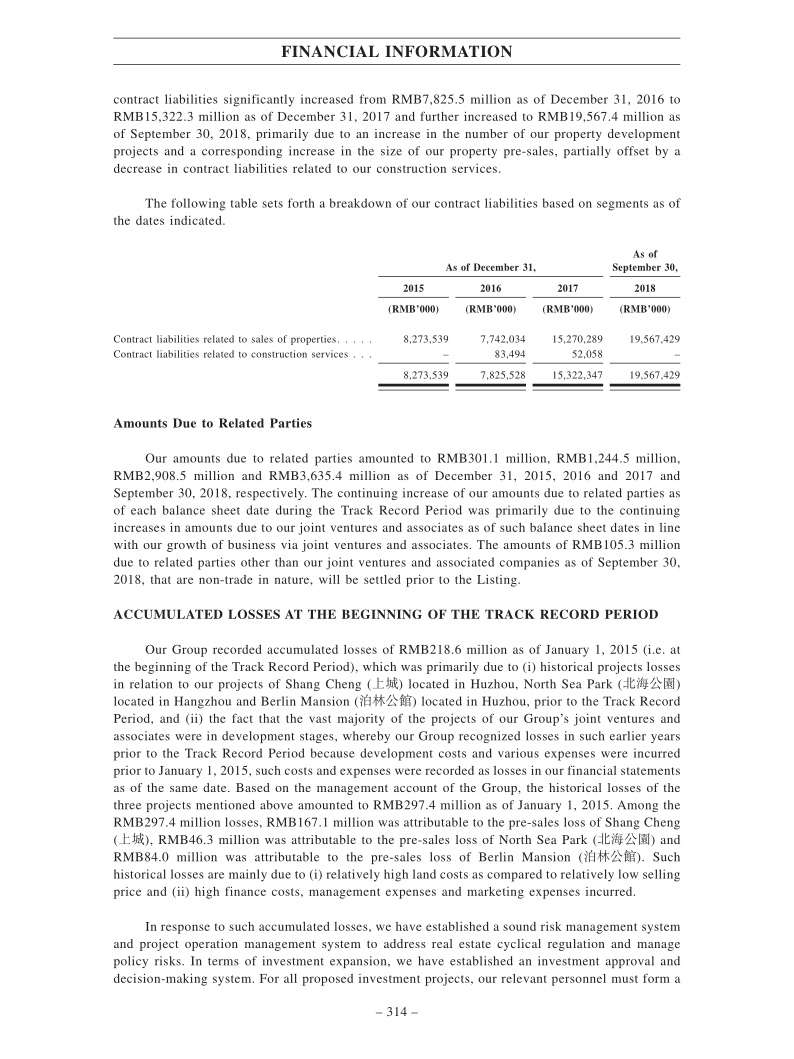 FINANCIAL INFORMATION
contract liabilities significantly increased from RMB7,825.5 million as of December 31, 2016 to
RMB15,322.3 million as of December 31, 2017 and further increased to RMB19,567.4 million as
of September 30, 2018, primarily due to an increase in the number of our property development
projects and a corresponding increase in the size of our property pre-sales, partially offset by a
decrease in contract liabilities related to our construction services.
The following table sets forth a breakdown of our contract liabilities based on segments as of
the dates indicated.
As of
As of December 31, September 30,
2015 2016 2017 2018
(RMB’000) (RMB’000) (RMB’000) (RMB’000)
Contract liabilities related to sales of properties. . . . . 8,273,539 7,742,034 15,270,289 19,567,429
Contract liabilities related to construction services . . . – 83,494 52,058 –
8,273,539 7,825,528 15,322,347 19,567,429
Amounts Due to Related Parties
Our amounts due to related parties amounted to RMB301.1 million, RMB1,244.5 million,
RMB2,908.5 million and RMB3,635.4 million as of December 31, 2015, 2016 and 2017 and
September 30, 2018, respectively. The continuing increase of our amounts due to related parties as
of each balance sheet date during the Track Record Period was primarily due to the continuing
increases in amounts due to our joint ventures and associates as of such balance sheet dates in line
with our growth of business via joint ventures and associates. The amounts of RMB105.3 million
due to related parties other than our joint ventures and associated companies as of September 30,
2018, that are non-trade in nature, will be settled prior to the Listing.
ACCUMULATED LOSSES AT THE BEGINNING OF THE TRACK RECORD PERIOD
Our Group recorded accumulated losses of RMB218.6 million as of January 1, 2015 (i.e. at
the beginning of the Track Record Period), which was primarily due to (i) historical projects losses
in relation to our projects of Shang Cheng (上城) located in Huzhou, North Sea Park (北海公園)
located in Hangzhou and Berlin Mansion (泊林公館) located in Huzhou, prior to the Track Record
Period, and (ii) the fact that the vast majority of the projects of our Group’s joint ventures and
associates were in development stages, whereby our Group recognized losses in such earlier years
prior to the Track Record Period because development costs and various expenses were incurred
prior to January 1, 2015, such costs and expenses were recorded as losses in our financial statements
as of the same date. Based on the management account of the Group, the historical losses of the
three projects mentioned above amounted to RMB297.4 million as of January 1, 2015. Among the
RMB297.4 million losses, RMB167.1 million was attributable to the pre-sales loss of Shang Cheng
(上城), RMB46.3 million was attributable to the pre-sales loss of North Sea Park (北海公園) and
RMB84.0 million was attributable to the pre-sales loss of Berlin Mansion (泊林公館). Such
historical losses are mainly due to (i) relatively high land costs as compared to relatively low selling
price and (ii) high finance costs, management expenses and marketing expenses incurred.
In response to such accumulated losses, we have established a sound risk management system
and project operation management system to address real estate cyclical regulation and manage
policy risks. In terms of investment expansion, we have established an investment approval and
decision-making system. For all proposed investment projects, our relevant personnel must form a
– 314 –